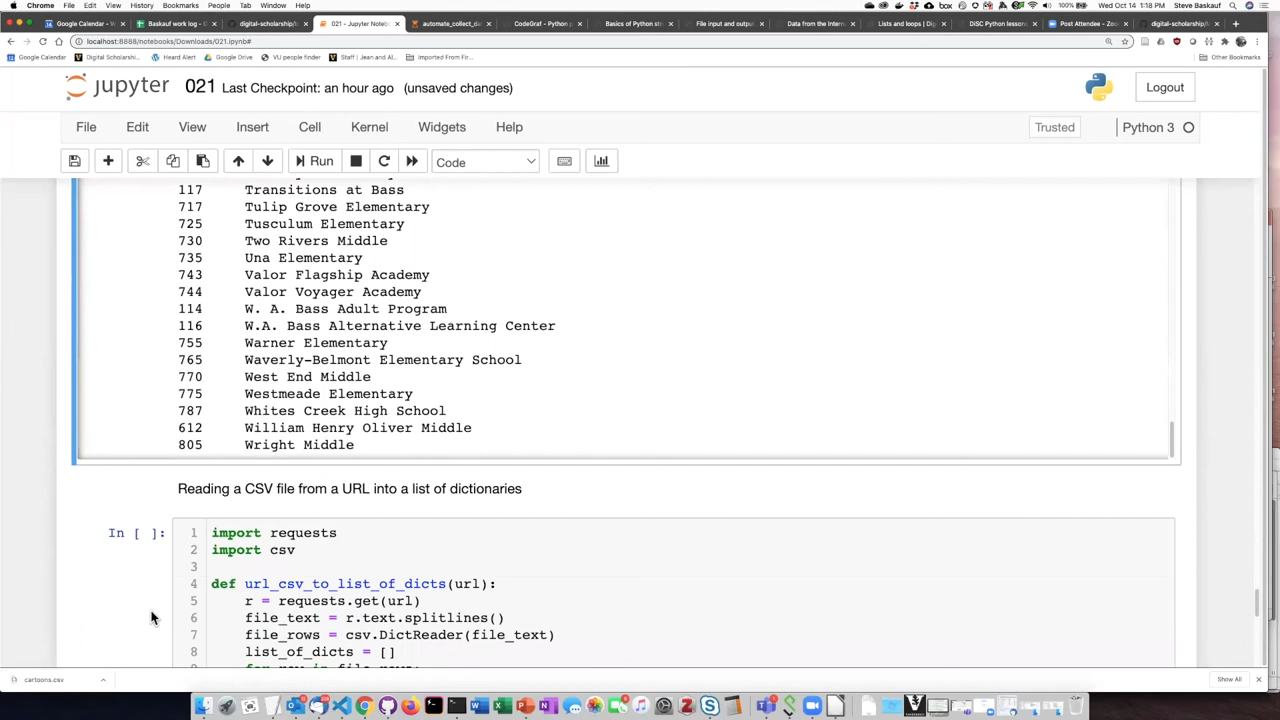 Chrome File Edit View History Bookmarks People Tab Window Help
100% Wed Oct 14 1:18 PM Steve Baskauf
Google Calendar - W
Baskauf work log -
digital-scholarship/
021 - Jupyter Notebo
automate_collect_da
CodeGraf - Python p
Basics of Python str
File input and output
Data from the Intern
Lists and loops | Dig
DiSC Python lesson
Post Attendee - Zoo
digital-scholarship/
localhost:8888/notebooks/Downloads/021.ipynb#
Google Calendar
Digital Scholarship...
Heard Alert
Google Drive
VU people finder
Staff | Jean and Al...
Imported From Fir...
Other Bookmarks
jupyter 021 Last Checkpoint: an hour ago (unsaved changes)
Logout
File Edit View Insert Cell Kernel Widgets Help
Trusted
Python 3
Run
Code
117 Transitions at Bass
717 Tulip Grove Elementary
725 Tusculum Elementary
730 Two Rivers Middle
735 Una Elementary
743 Valor Flagship Academy
744 Valor Voyager Academy
114 W. A. Bass Adult Program
116 W.A. Bass Alternative Learning Center
755 Warner Elementary
765 Waverly-Belmont Elementary School
770 West End Middle
775 Westmeade Elementary
787 Whites Creek High School
612 William Henry Oliver Middle
805 Wright Middle
Reading a CSV file from a URL into a list of dictionaries
In [ ]:
1 import requests
2 import csv
3
4 def url_csv_to_list_of_dicts(url):
5 r = requests.get(url)
6 file_text = r.text.splitlines()
7 file_rows = csv.DictReader(file_text)
8 list_of_dicts = []
cartoons.csv
Show All